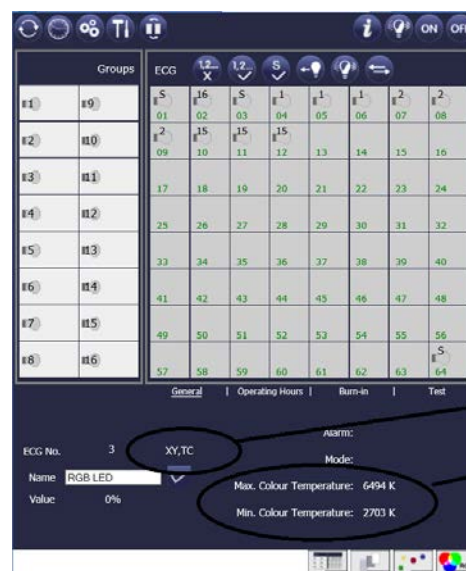 i ON OFF
Groups ECG 1,2... X 1,2... S
1 9 S 01 16 02 S 03 1 04 1 05 1 06 2 07 2 08
2 10 2 09 15 10 15 11 15 12 13 14 15 16
3 11 17 18 19 20 21 22 23 24
4 12 25 26 27 28 29 30 31 32
5 13 33 34 35 36 37 38 39 40
6 14 41 42 43 44 45 46 47 48
7 15 49 50 51 52 53 54 55 56
8 16 57 58 59 60 61 62 63 S 64
General | Operating Hours | Burn-in | Test
Alarm:
ECG No. 3 XY,TC
Mode:
Name RGB LED
Max. Colour Temperature: 6494 K
Value 0%
Min. Colour Temperature: 2703 K